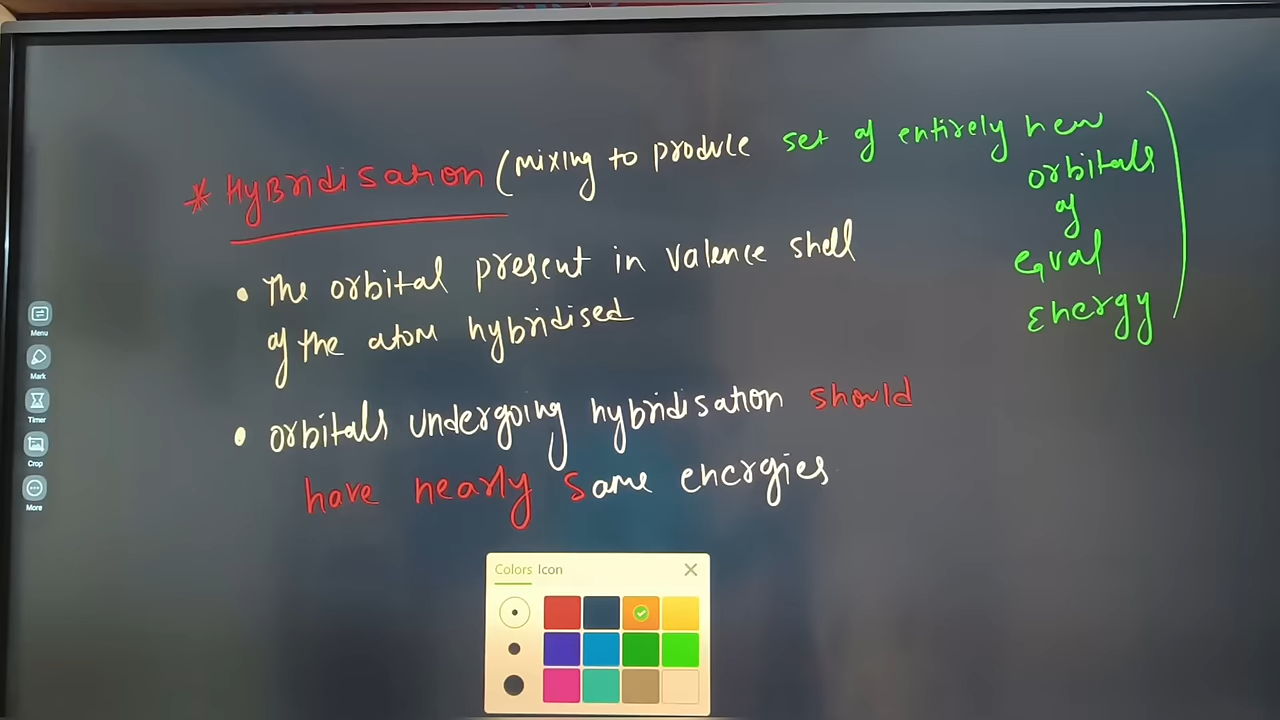 * Hybridisation (mixing to produce set of entirely new
orbitals
of
equal
energy)
• The orbital present in valence shell
of the atom hybridised
• orbitals undergoing hybridisation should
have nearly same energies
Menu
Mark
Timer
Crop
More
Colors Icon